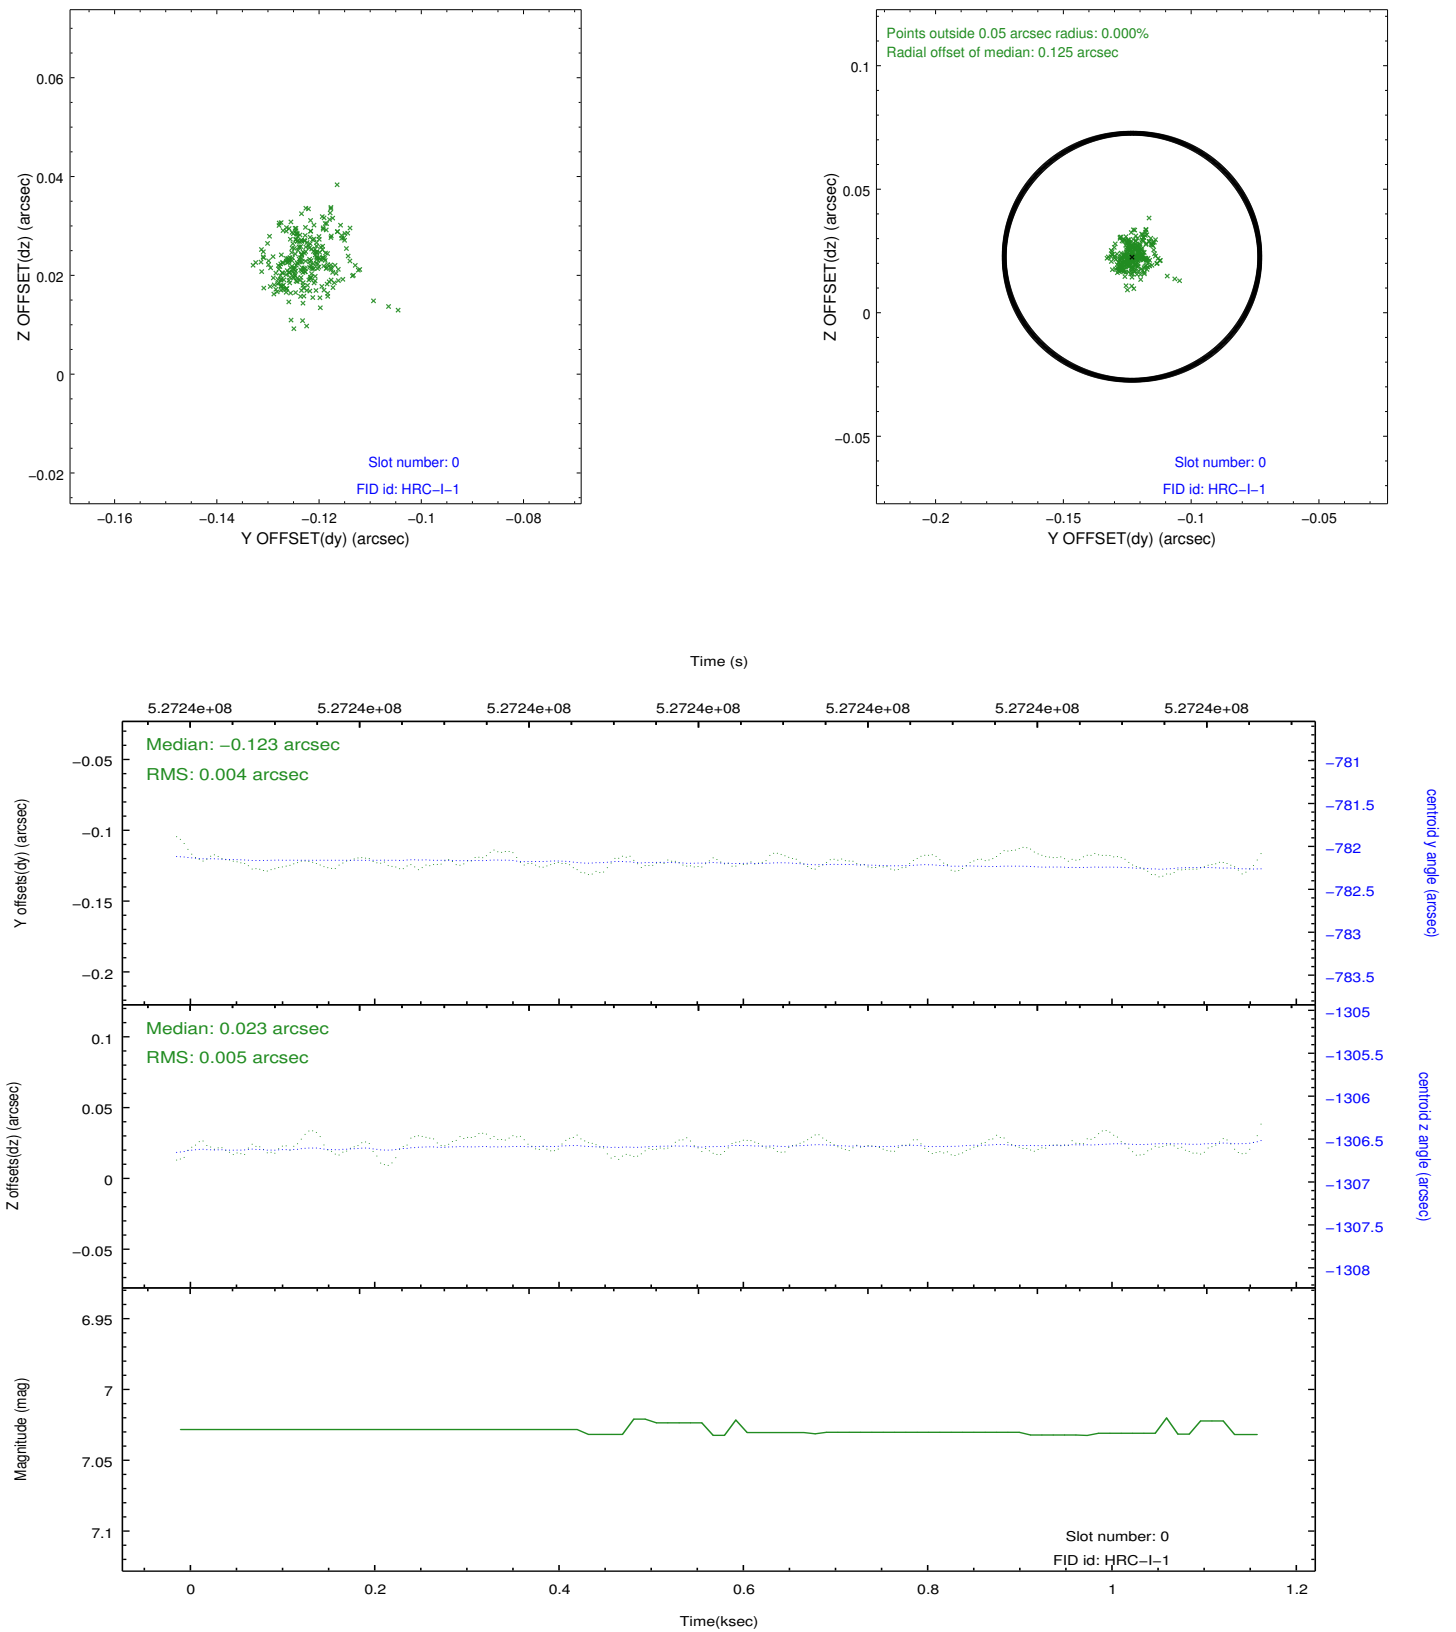 0.06
0.04
0.02
0
−0.02
Z OFFSET(dz) (arcsec)
Slot number: 0
FID id: HRC−I−1
−0.16 −0.14 −0.12 −0.1 −0.08
Y OFFSET(dy) (arcsec)
Points outside 0.05 arcsec radius: 0.000%
Radial offset of median: 0.125 arcsec
0.1
0.05
0
−0.05
Z OFFSET(dz) (arcsec)
Slot number: 0
FID id: HRC−I−1
−0.2 −0.15 −0.1 −0.05
Y OFFSET(dy) (arcsec)
Time (s)
5.2724e+08 5.2724e+08 5.2724e+08 5.2724e+08 5.2724e+08 5.2724e+08 5.2724e+08
Median: −0.123 arcsec
RMS: 0.004 arcsec
−0.05
−0.1
−0.15
−0.2
Y offsets(dy) (arcsec)
−781
−781.5
−782
−782.5
−783
−783.5
centroid y angle (arcsec)
Median: 0.023 arcsec
RMS: 0.005 arcsec
0.1
0.05
0
−0.05
Z offsets(dz) (arcsec)
−1305
−1305.5
−1306
−1306.5
−1307
−1307.5
−1308
centroid z angle (arcsec)
6.95
7
7.05
7.1
Magnitude (mag)
Slot number: 0
FID id: HRC−I−1
0 0.2 0.4 0.6 0.8 1 1.2
Time(ksec)